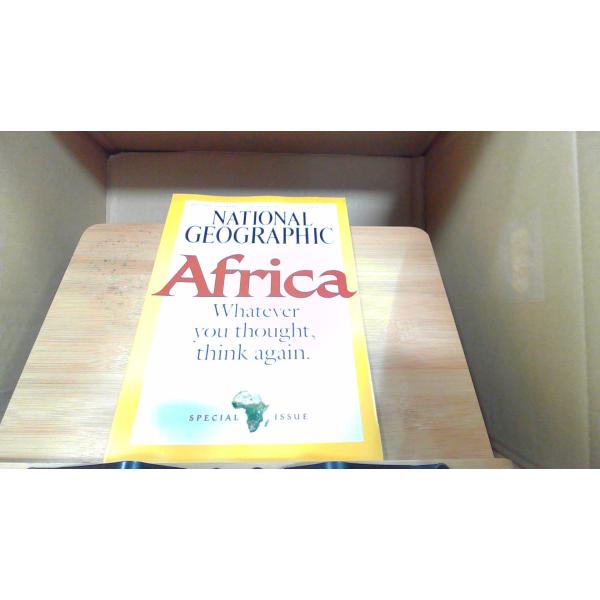 NATIONAL
GEOGRAPHIC
Africa
Whatever
you thought,
think again.
SPECIAL ISSUE